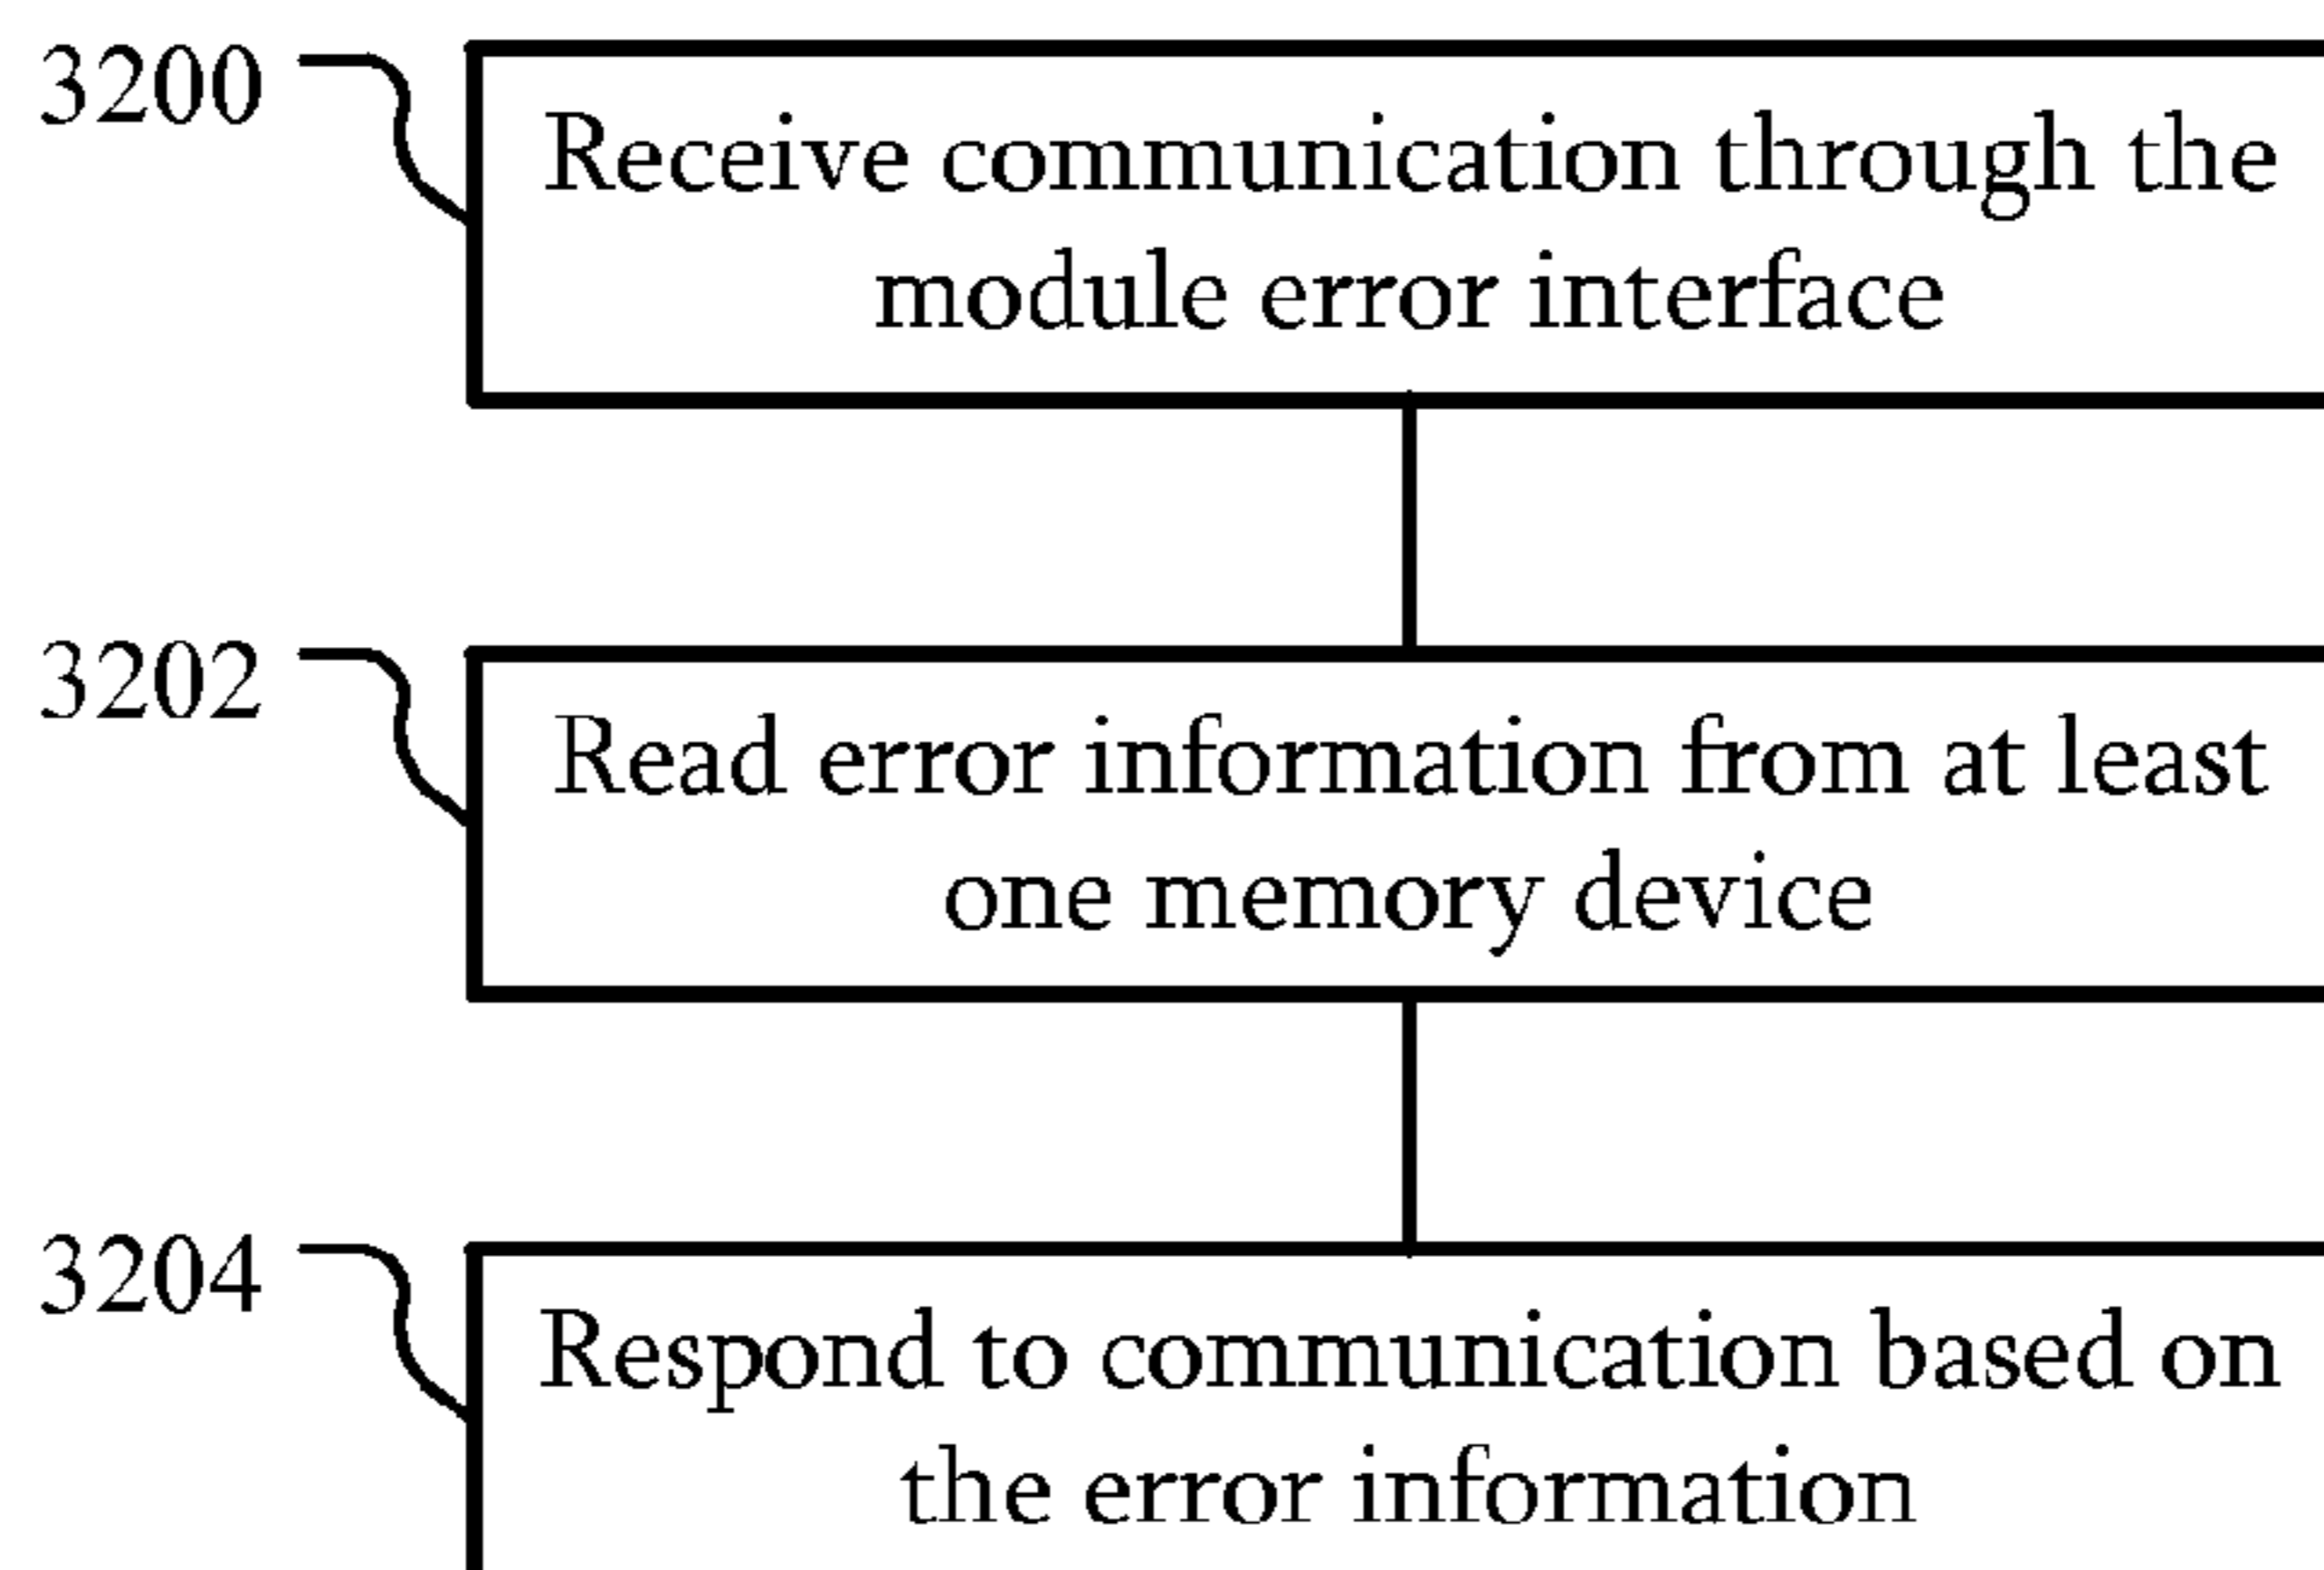 3200
Receive communication through the
module error interface
3202
Read error information from at least
one memory device
3204
Respond to communication based on
the error information